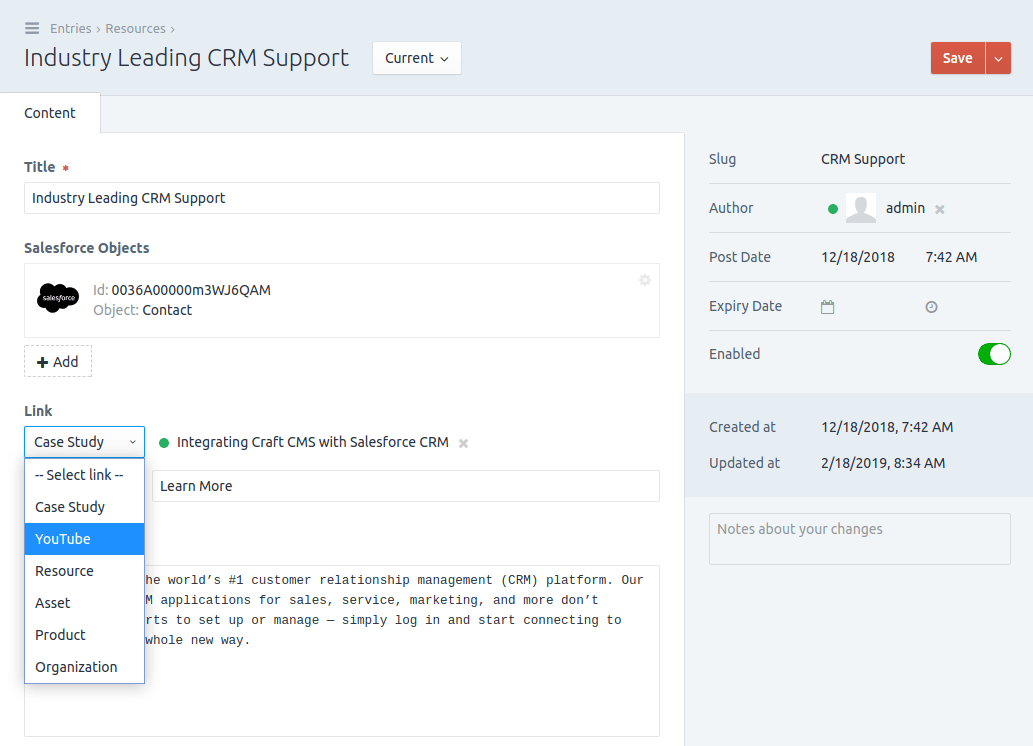 Entries › Resources ›
Industry Leading CRM Support
Current
Save
Content
Title *
Industry Leading CRM Support
Salesforce Objects
salesforce
Id: 0036A00000m3WJ6QAM
Object: Contact
+ Add
Link
Case Study
Integrating Craft CMS with Salesforce CRM
-- Select link --
Case Study
YouTube
Resource
Asset
Product
Organization
Learn More
he world’s #1 customer relationship management (CRM) platform. Our
M applications for sales, service, marketing, and more don’t
rts to set up or manage — simply log in and start connecting to
whole new way.
Slug CRM Support
Author admin
Post Date 12/18/2018 7:42 AM
Expiry Date
Enabled
Created at 12/18/2018, 7:42 AM
Updated at 2/18/2019, 8:34 AM
Notes about your changes